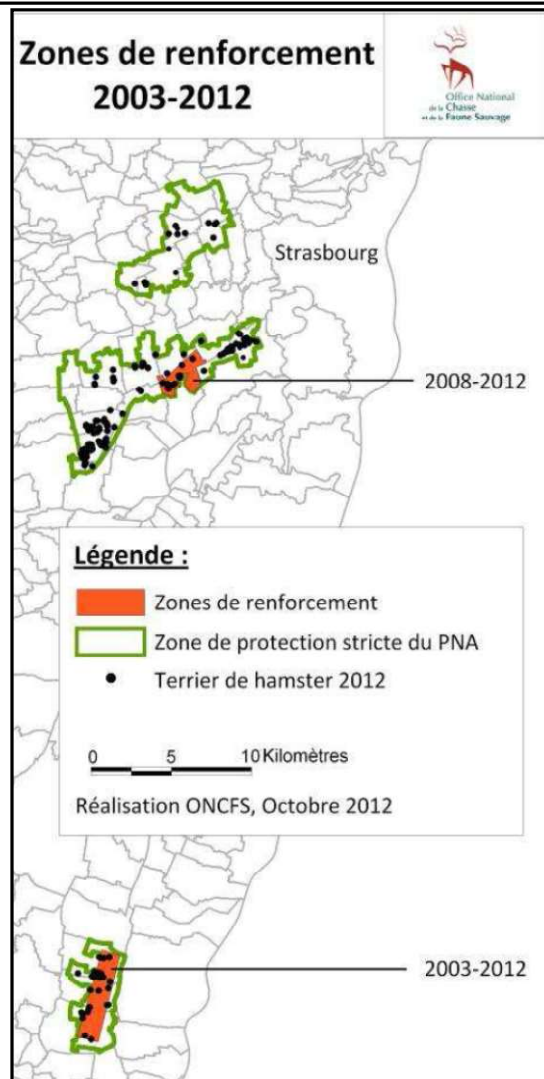 Zones de renforcement
2003-2012
Office National
de la Chasse
et de la Faune Sauvage
Strasbourg
2008-2012
Légende :
Zones de renforcement
Zone de protection stricte du PNA
Terrier de hamster 2012
0 5 10 Kilomètres
Réalisation ONCFS, Octobre 2012
2003-2012